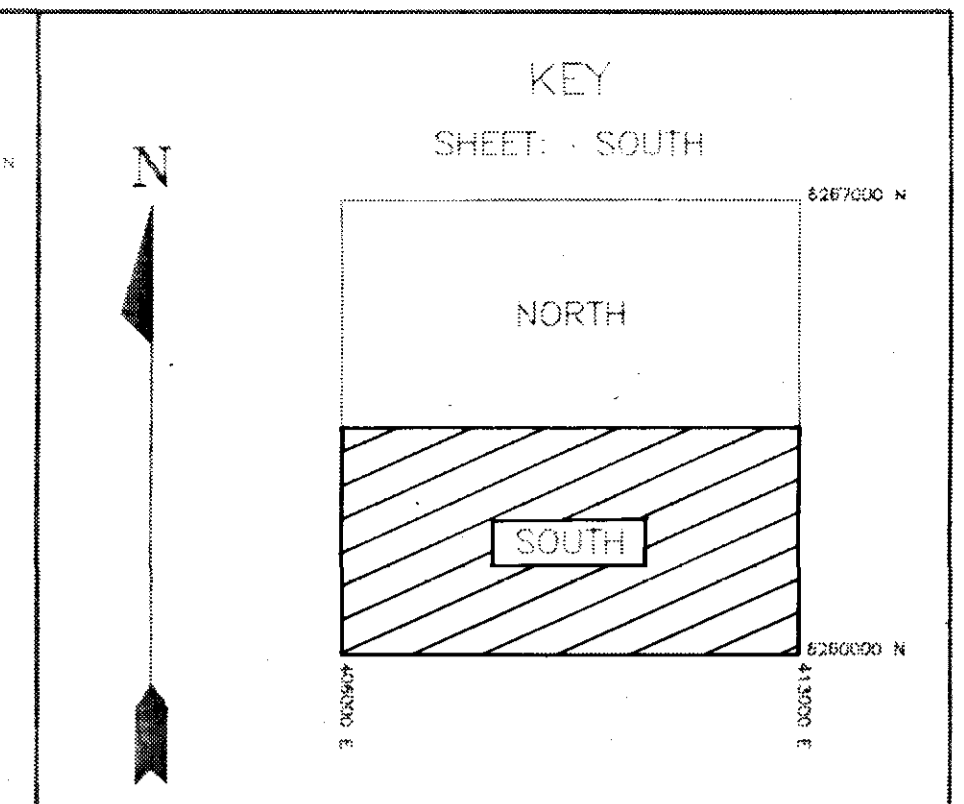 KEY
SHEET: SOUTH
N
N
6267000 N
NORTH
SOUTH
6260000 N
406000 E
413000 E